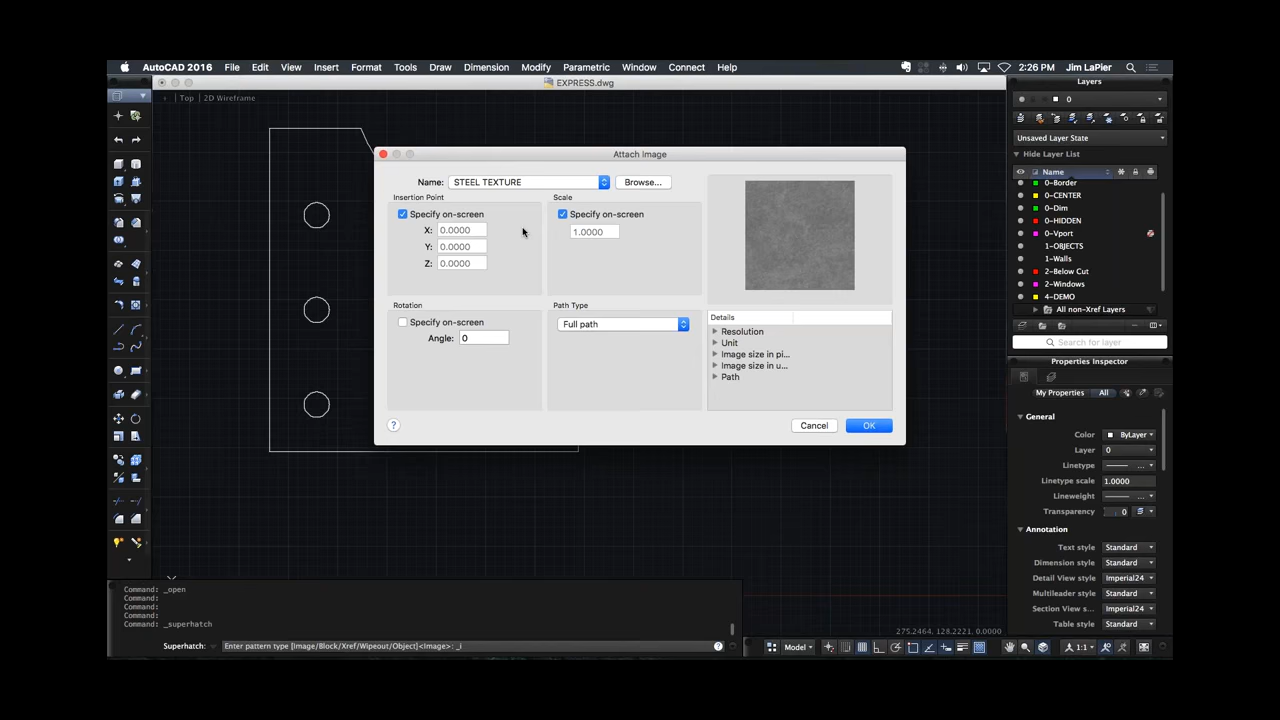 AutoCAD 2016 File Edit View Insert Format Tools Draw Dimension Modify Parametric Window Connect Help 2:26 PM Jim LaPier
EXPRESS.dwg
Top 2D Wireframe
Attach Image
Name: STEEL TEXTURE Browse...
Insertion Point
Specify on-screen
X: 0.0000
Y: 0.0000
Z: 0.0000
Scale
Specify on-screen
1.0000
Rotation
Specify on-screen
Angle: 0
Path Type
Full path
Details
Resolution
Unit
Image size in pi...
Image size in u...
Path
? Cancel OK
Layers
0
Unsaved Layer State
Hide Layer List
Name
0-Border
0-CENTER
0-Dim
0-HIDDEN
0-Vport
1-OBJECTS
1-Walls
2-Below Cut
2-Windows
4-DEMO
All non-Xref Layers
Search for layer
Properties Inspector
My Properties All
General
Color ByLayer
Layer 0
Linetype ...
Linetype scale 1.0000
Lineweight ...
Transparency 0
Annotation
Text style Standard
Dimension style Standard
Detail View style Imperial24
Multileader style Standard
Section View s... Imperial24
Table style Standard
Command: _open
Command:
Command:
Command: _superhatch
Superhatch: Enter pattern type [Image/Block/Xref/Wipeout/Object]<Image>: _i ?
275.2464, 128.2221, 0.0000
Model 1:1